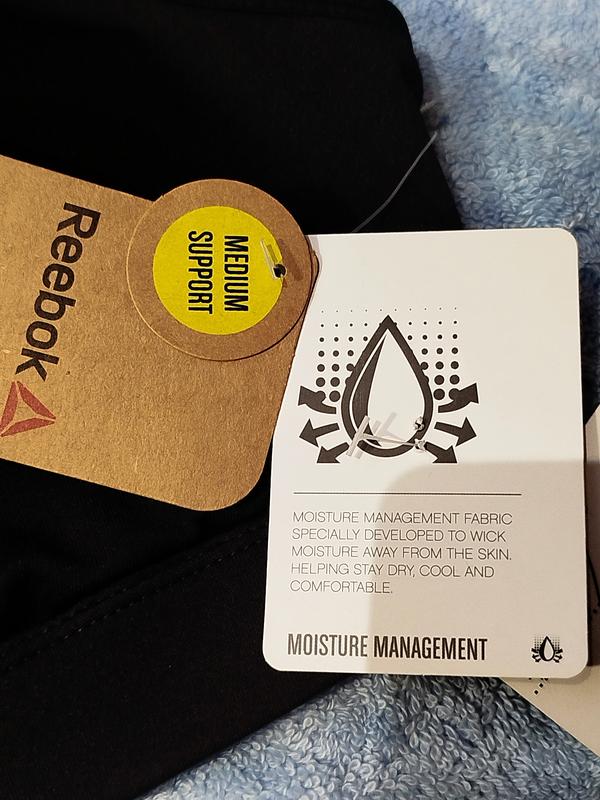 Reebok
MEDIUM
SUPPORT
MOISTURE MANAGEMENT FABRIC
SPECIALLY DEVELOPED TO WICK
MOISTURE AWAY FROM THE SKIN.
HELPING STAY DRY, COOL AND
COMFORTABLE.
MOISTURE MANAGEMENT